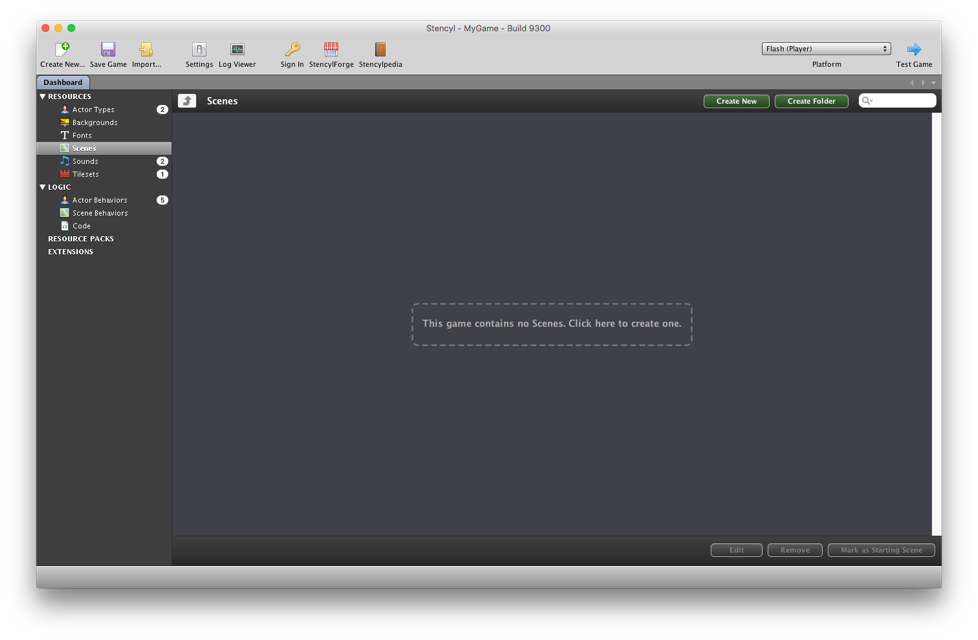 Stencyl - MyGame - Build 9300
Create New... Save Game Import... Settings Log Viewer Sign In StencylForge Stencylpedia
Flash (Player)
Platform
Test Game
Dashboard
RESOURCES
Actor Types 2
Backgrounds
Fonts
Scenes
Sounds 2
Tilesets 1
LOGIC
Actor Behaviors 5
Scene Behaviors
Code
RESOURCE PACKS
EXTENSIONS
Scenes
Create New Create Folder
This game contains no Scenes. Click here to create one.
Edit Remove Mark as Starting Scene